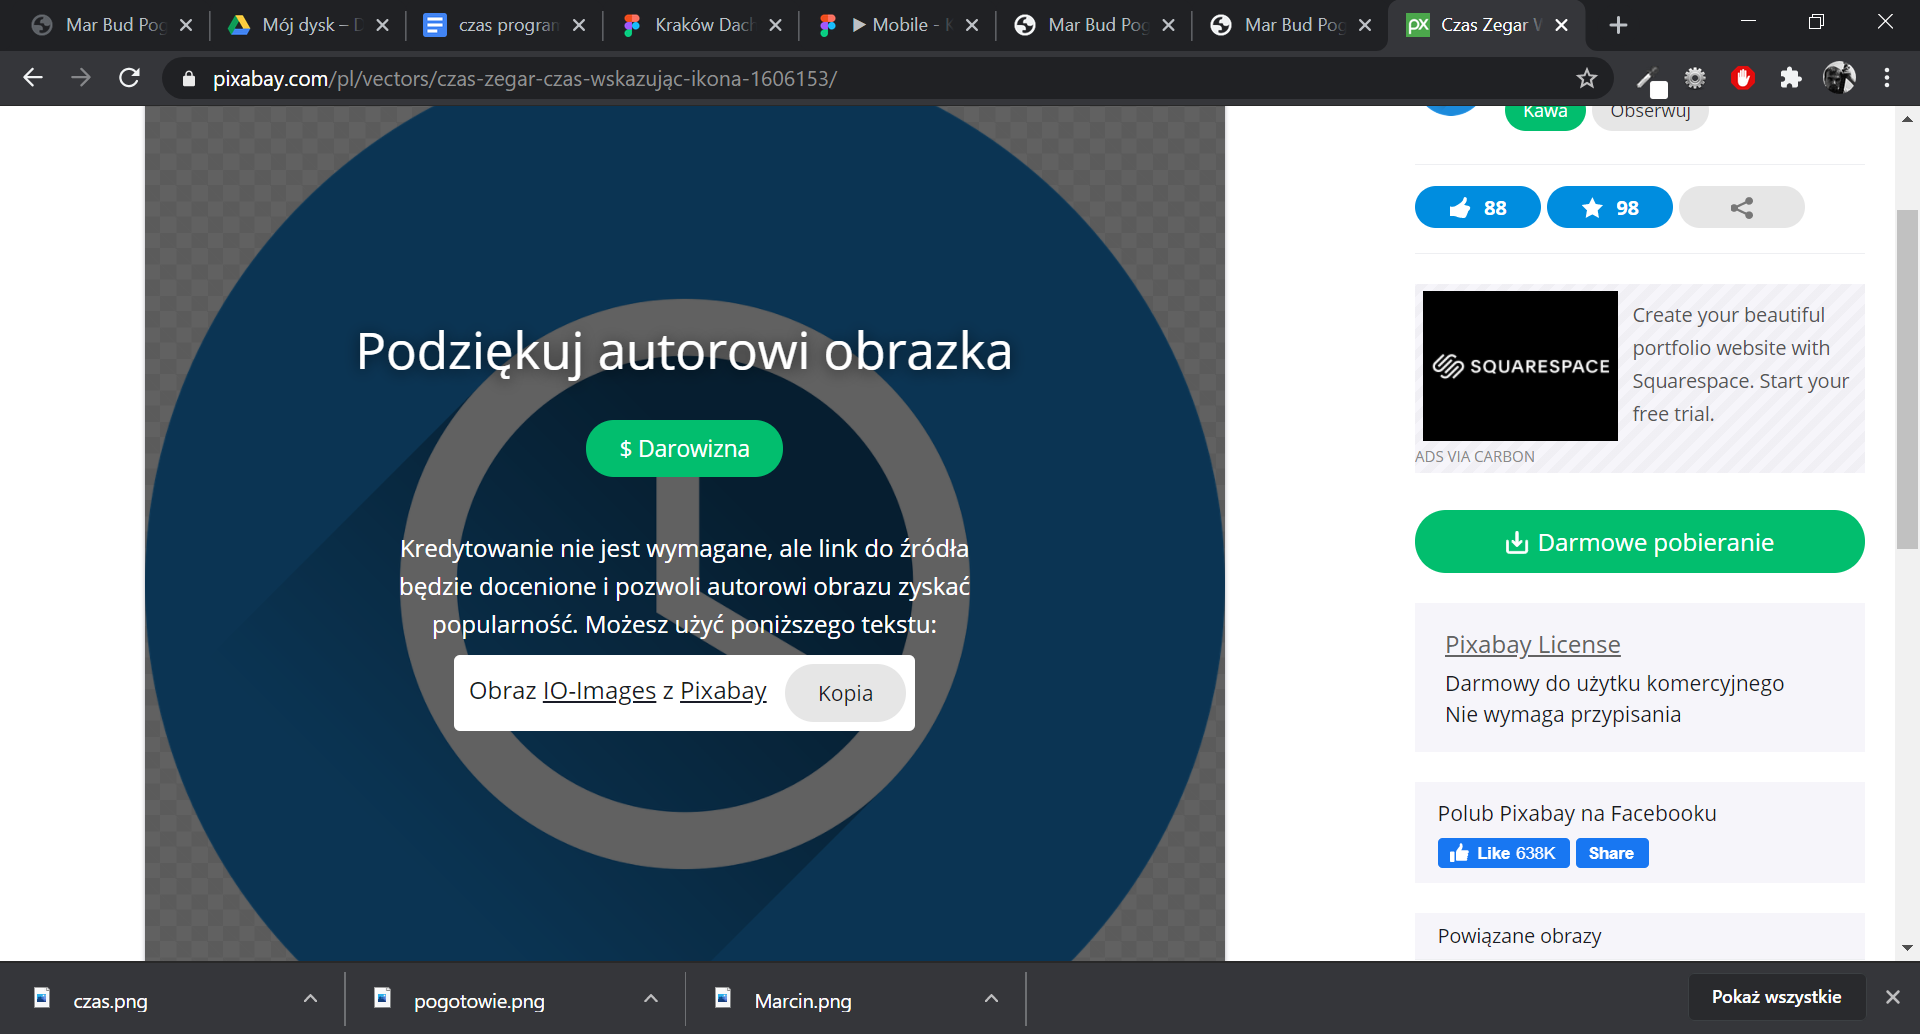 Mar Bud Pog
Mój dysk – D
czas program
Kraków Dach
Mobile - K
Mar Bud Pog
Mar Bud Pog
px
Czas Zegar W
pixabay.com/pl/vectors/czas-zegar-czas-wskazując-ikona-1606153/
Kawa
Obserwuj
88
98
Podziękuj autorowi obrazka
$ Darowizna
Kredytowanie nie jest wymagane, ale link do źródła
będzie docenione i pozwoli autorowi obrazu zyskać
popularność. Możesz użyć poniższego tekstu:
Obraz IO-Images z Pixabay
Kopia
SQUARESPACE
Create your beautiful
portfolio website with
Squarespace. Start your
free trial.
ADS VIA CARBON
Darmowe pobieranie
Pixabay License
Darmowy do użytku komercyjnego
Nie wymaga przypisania
Polub Pixabay na Facebooku
Like 638K
Share
Powiązane obrazy
czas.png
pogotowie.png
Marcin.png
Pokaż wszystkie